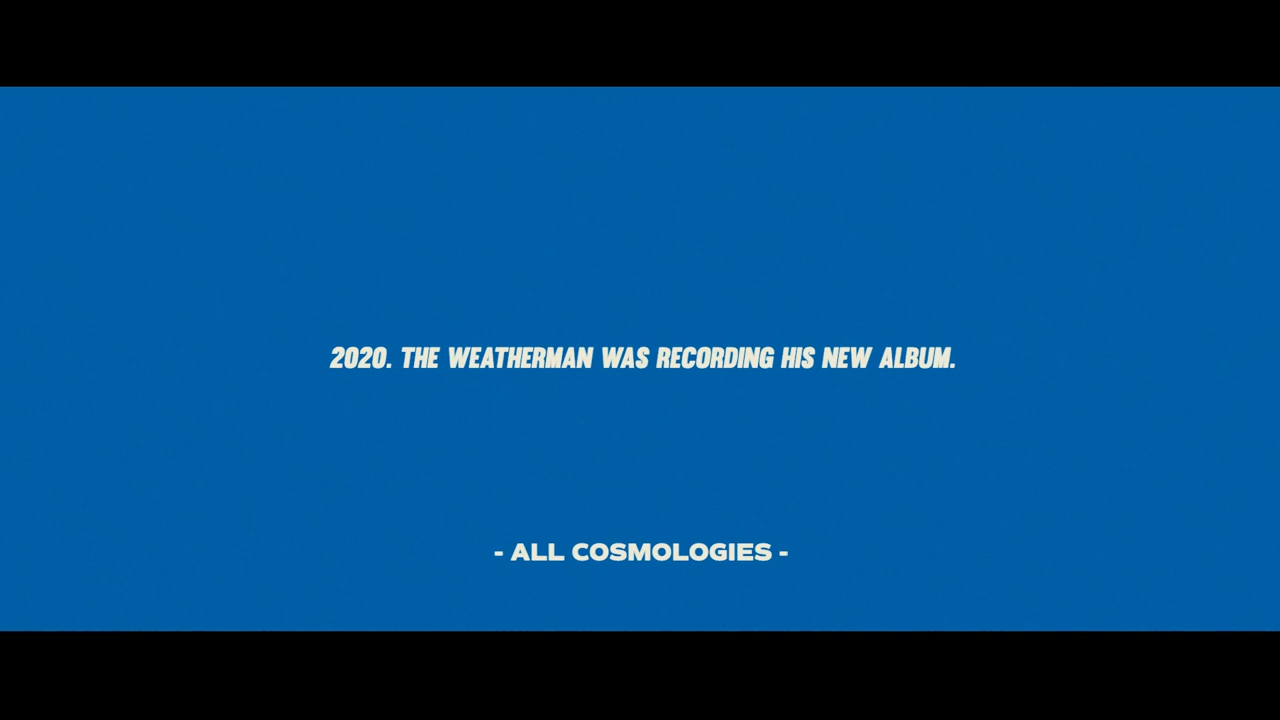 2020. THE WEATHERMAN WAS RECORDING HIS NEW ALBUM.
- ALL COSMOLOGIES -